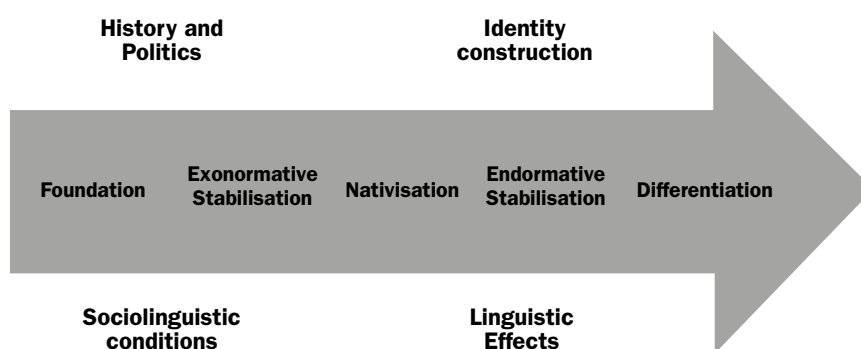 History and
Politics
Identity
construction
Foundation
Exonormative
Stabilisation
Nativisation
Endormative
Stabilisation
Differentiation
Sociolinguistic
conditions
Linguistic
Effects